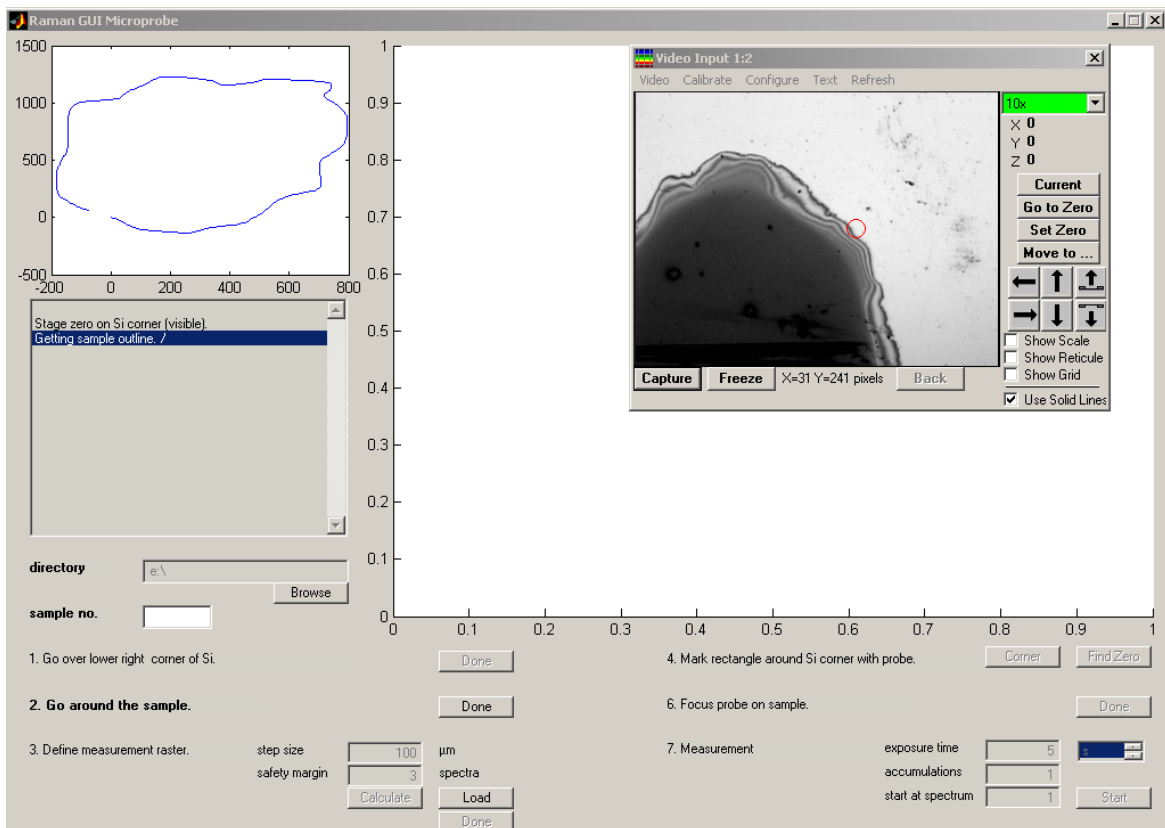 Raman GUI Microprobe
1500
1000
500
0
-500
-200 0 200 400 600 800
Stage zero on Si corner (visible).
Getting sample outline. /
directory e:\
Browse
sample no.
1
0.9
0.8
0.7
0.6
0.5
0.4
0.3
0.2
0.1
0
0 0.1 0.2 0.3 0.4 0.5 0.6 0.7 0.8 0.9 1
Video Input 1:2
Video Calibrate Configure Text Refresh
10x
X 0
Y 0
Z 0
Current
Go to Zero
Set Zero
Move to ...
Show Scale
Show Reticule
Show Grid
Use Solid Lines
Capture Freeze X=31 Y=241 pixels Back
1. Go over lower right corner of Si. Done
2. Go around the sample. Done
3. Define measurement raster. step size 100 µm
safety margin 3 spectra
Calculate Load
Done
4. Mark rectangle around Si corner with probe. Corner Find Zero
6. Focus probe on sample. Done
7. Measurement exposure time 5 s
accumulations 1
start at spectrum 1 Start